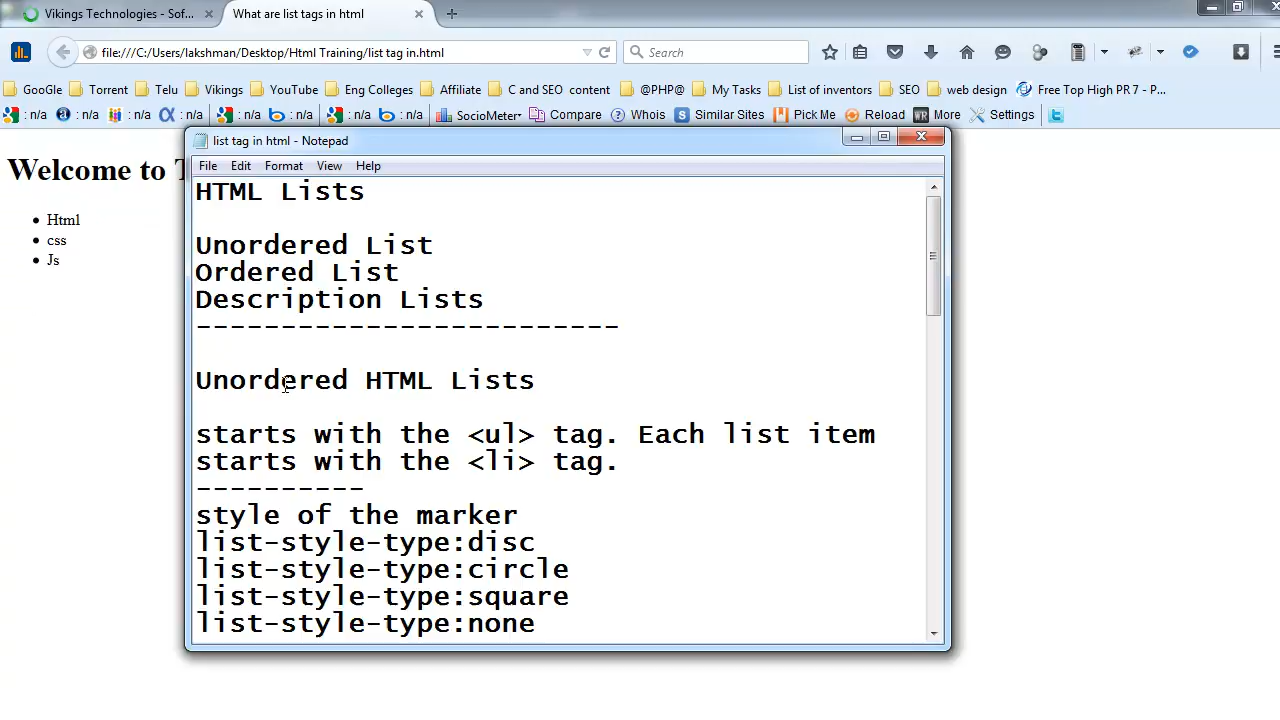 Vikings Technologies - Sof...
What are list tags in html
file:///C:/Users/lakshman/Desktop/Html Training/list tag in.html
Search
GooGle Torrent Telu Vikings YouTube Eng Colleges Affiliate C and SEO content @PHP@ My Tasks List of inventors SEO web design Free Top High PR 7 - P...
: n/a : n/a : n/a : n/a : n/a : n/a : n/a : n/a SocioMeter Compare ? Whois S Similar Sites Pick Me Reload WR More Settings
Welcome to T
Html
css
Js
list tag in html - Notepad
File Edit Format View Help
HTML Lists
Unordered List
Ordered List
Description Lists
-------------------------
Unordered HTML Lists
starts with the <ul> tag. Each list item
starts with the <li> tag.
----------
style of the marker
list-style-type:disc
list-style-type:circle
list-style-type:square
list-style-type:none